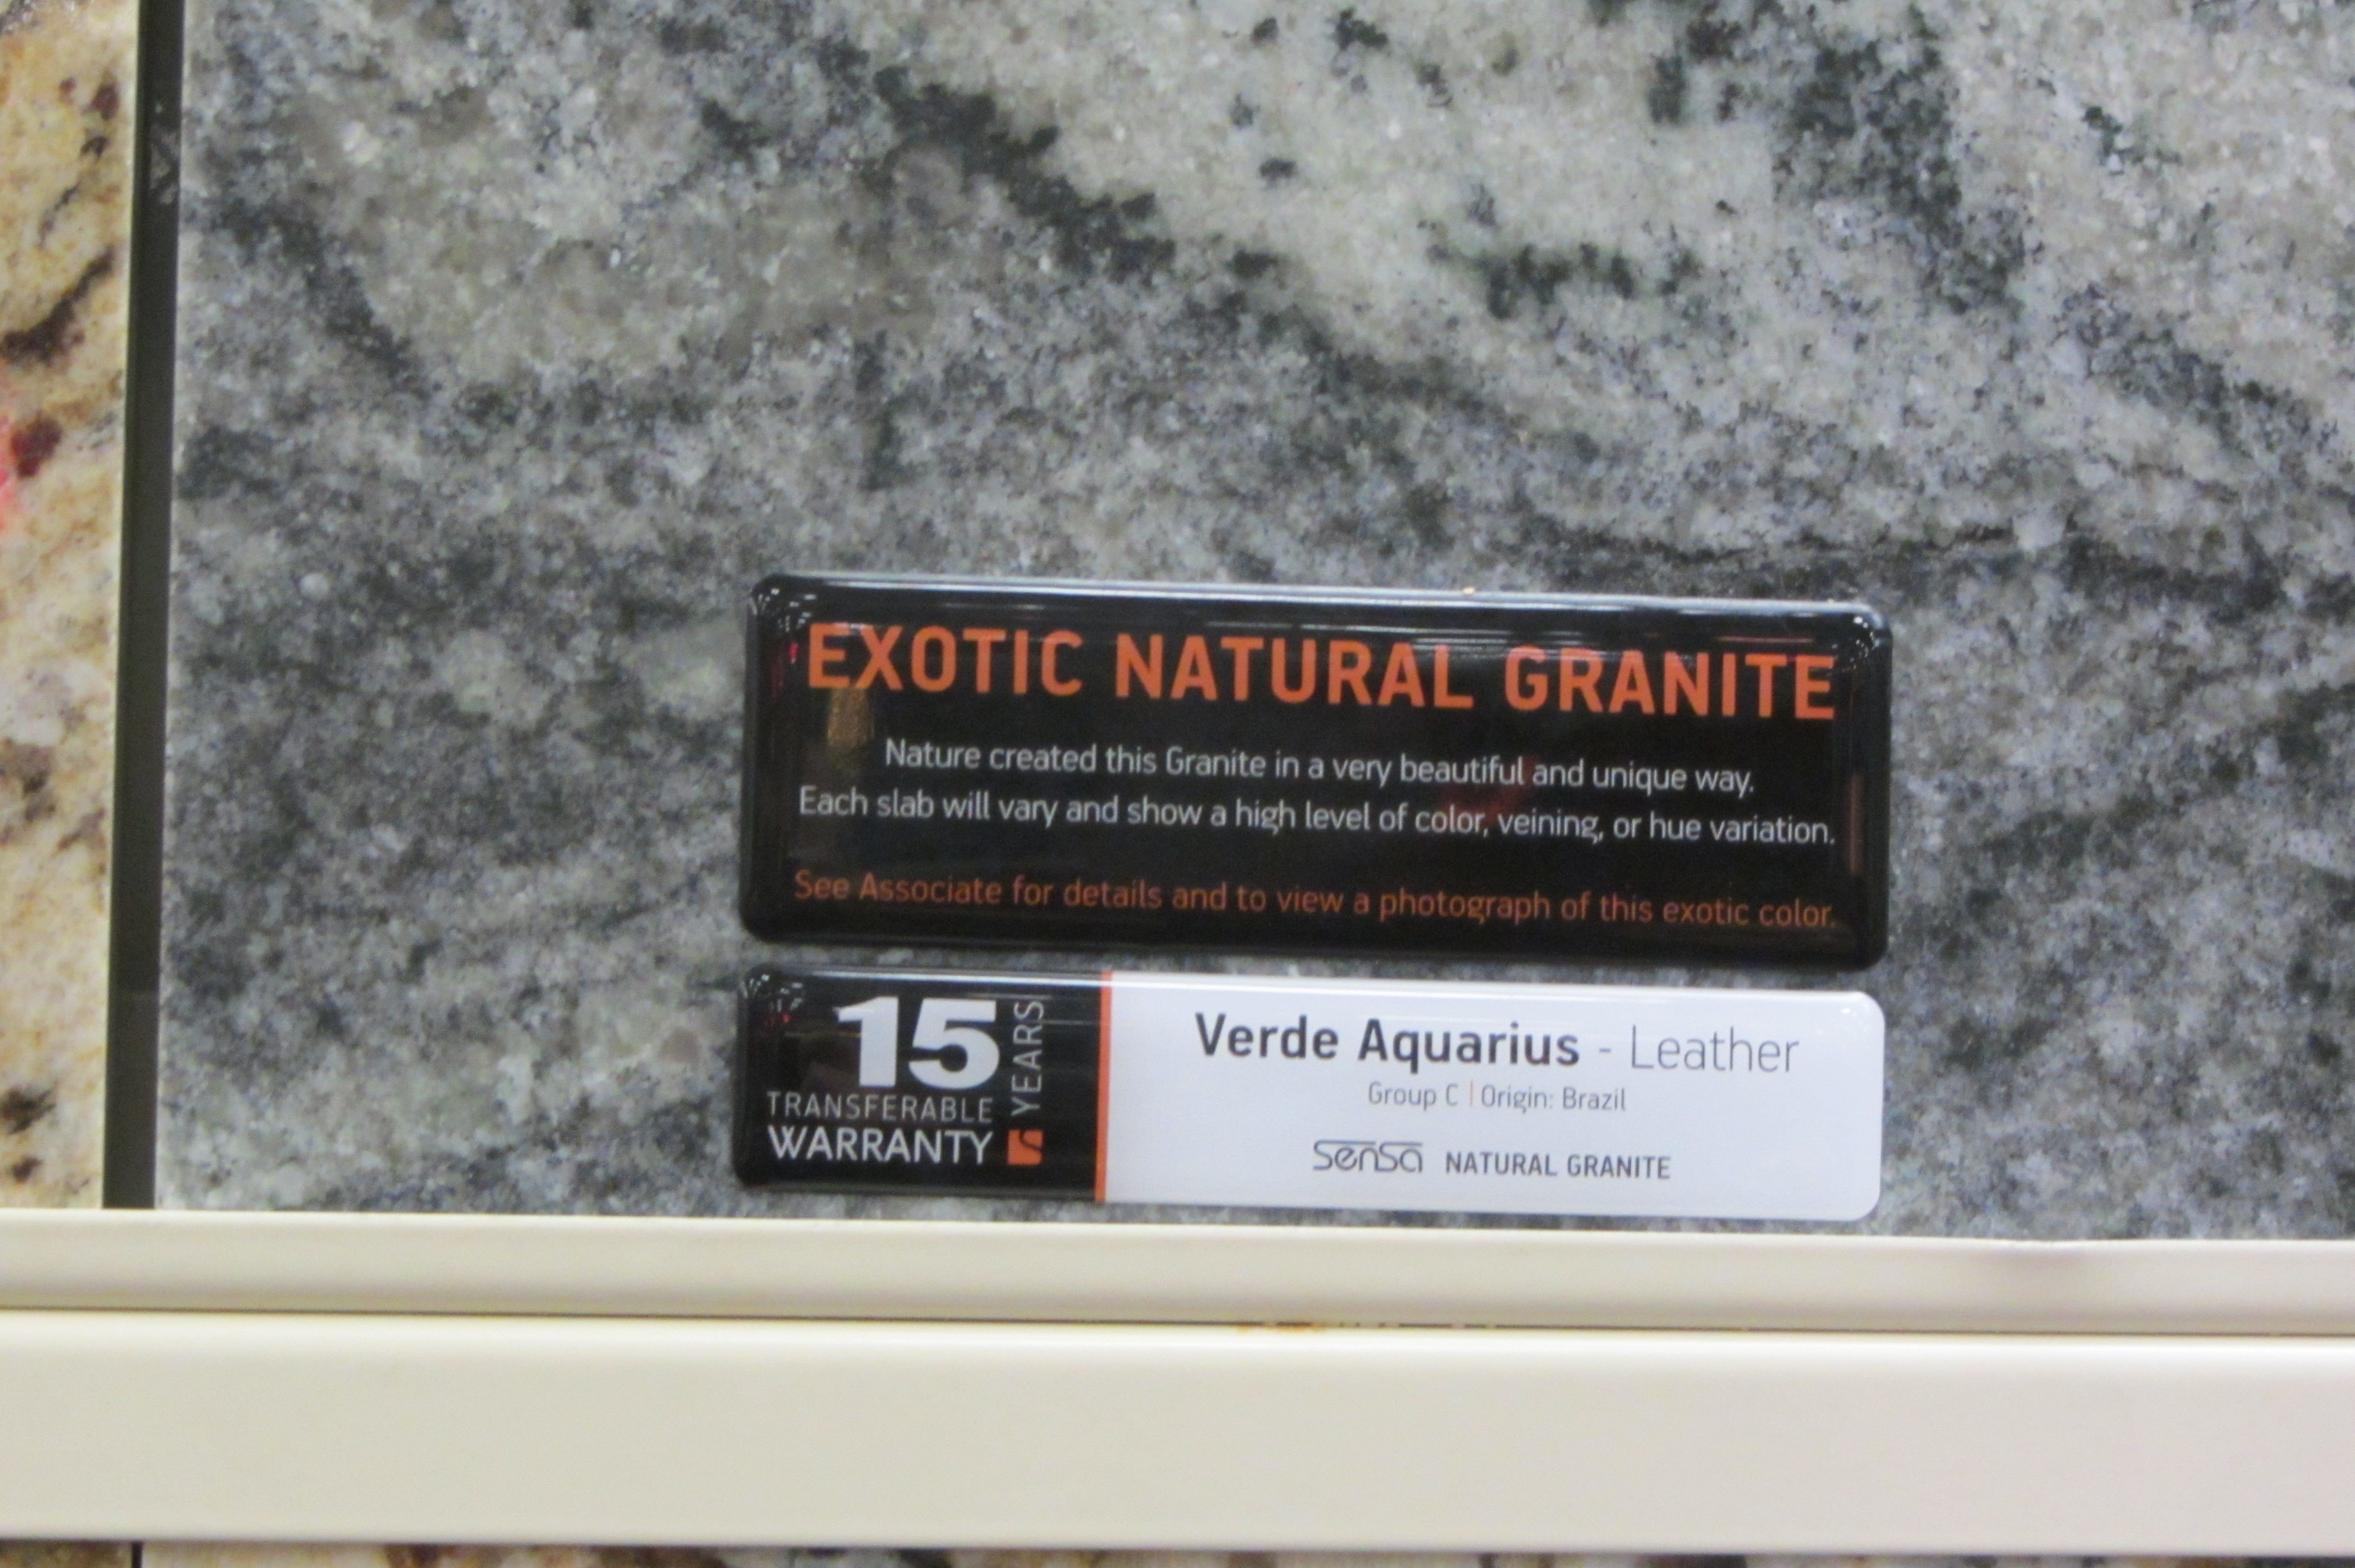 EXOTIC NATURAL GRANITE
Nature created this Granite in a very beautiful and unique way.
Each slab will vary and show a high level of color, veining, or hue variation.
See Associate for details and to view a photograph of this exotic color.
15 YEARS
TRANSFERABLE
WARRANTY
Verde Aquarius - Leather
Group C | Origin: Brazil
sensa NATURAL GRANITE